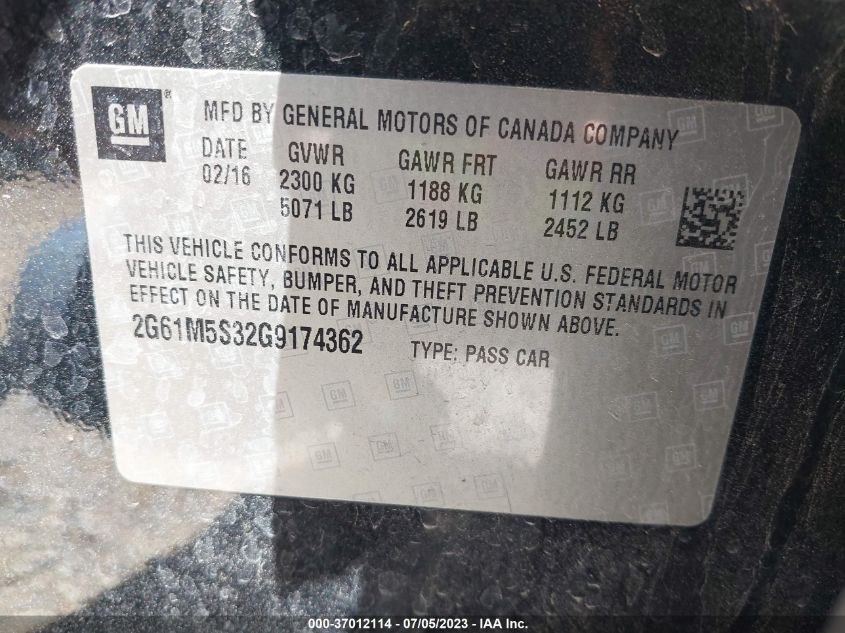 GM ® MFD BY GENERAL MOTORS OF CANADA COMPANY
DATE GVWR GAWR FRT GAWR RR
02/16 2300 KG 1188 KG 1112 KG
5071 LB 2619 LB 2452 LB
THIS VEHICLE CONFORMS TO ALL APPLICABLE U.S. FEDERAL MOTOR
VEHICLE SAFETY, BUMPER, AND THEFT PREVENTION STANDARDS IN
EFFECT ON THE DATE OF MANUFACTURE SHOWN ABOVE.
2G61M5S32G9174362 TYPE: PASS CAR
000-37012114 - 07/05/2023 - IAA Inc.